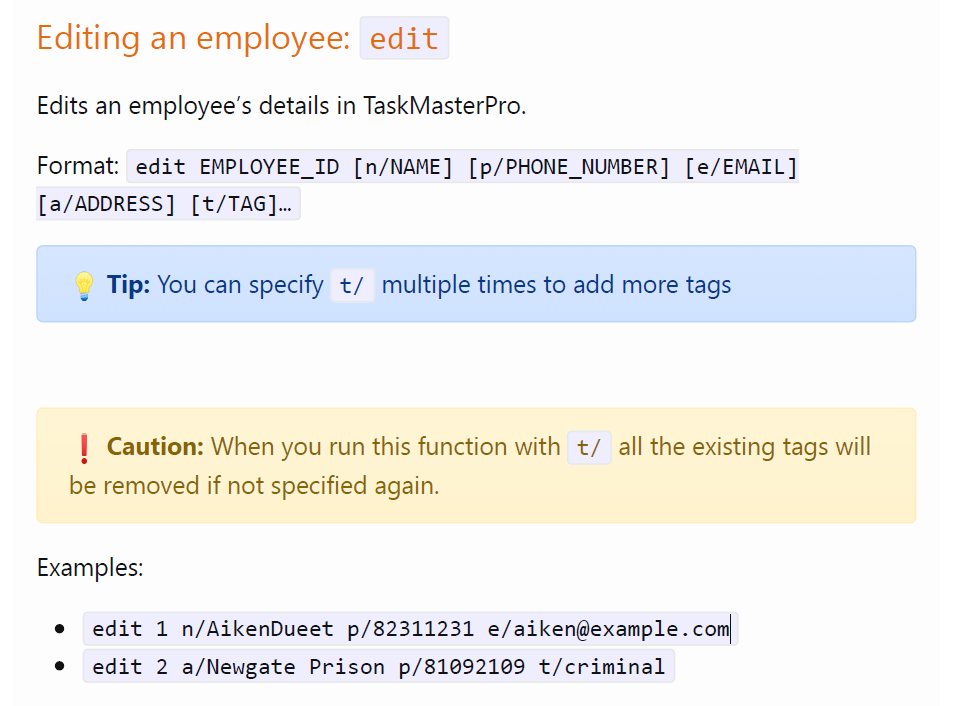 Editing an employee: edit
Edits an employee's details in TaskMasterPro.
Format: edit EMPLOYEE_ID [n/NAME] [p/PHONE_NUMBER] [e/EMAIL]
[a/ADDRESS] [t/TAG]…
Tip: You can specify t/ multiple times to add more tags
Caution: When you run this function with t/ all the existing tags will
be removed if not specified again.
Examples:
edit 1 n/AikenDueet p/82311231 e/aiken@example.com
edit 2 a/Newgate Prison p/81092109 t/criminal